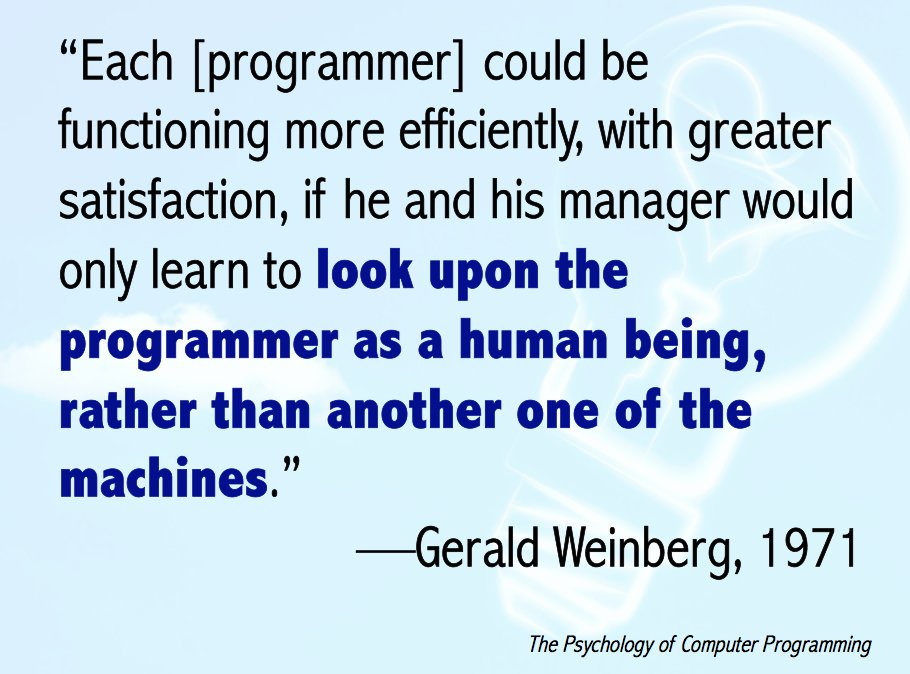 “Each [programmer] could be
functioning more efficiently, with greater
satisfaction, if he and his manager would
only learn to look upon the
programmer as a human being,
rather than another one of the
machines.”
—Gerald Weinberg, 1971
The Psychology of Computer Programming